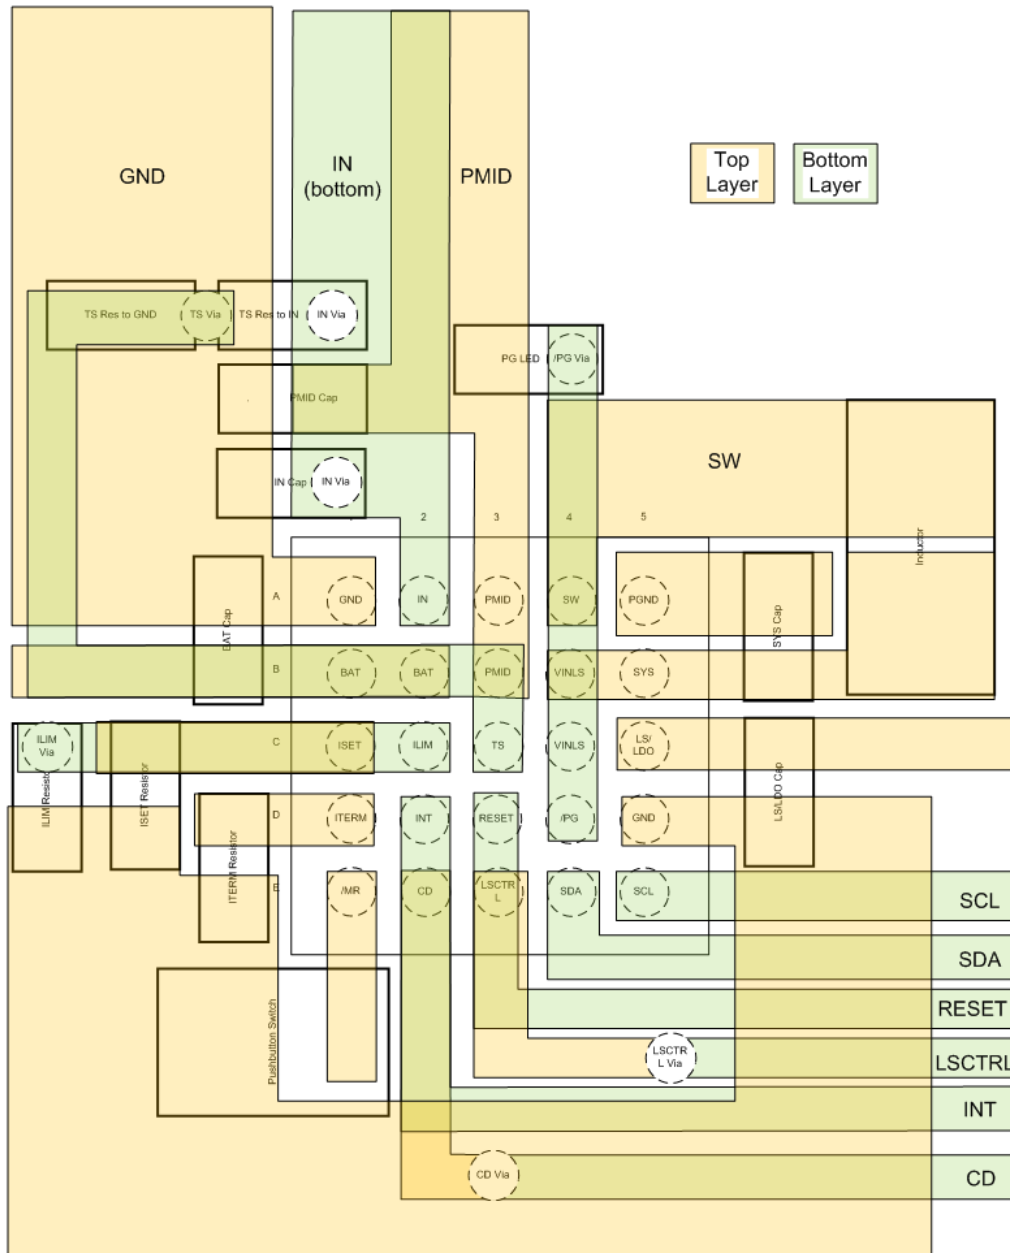 GND
IN
(bottom)
PMID
Top
Layer
Bottom
Layer
TS Res to GND
TS Via
TS Res to IN
IN Via
PG LED
/PG Via
PMID Cap
SW
IN Cap
IN Via
2
3
4
5
Inductor
A
GND
IN
PMID
SW
PGND
BAT Cap
SYS Cap
B
BAT
BAT
PMID
VINLS
SYS
ILIM
Via
C
ISET
ILIM
TS
VINLS
LS/
LDO
ILIM Resistor
ISET Resistor
LS/LDO Cap
D
ITERM
INT
RESET
/PG
GND
ITERM Resistor
E
/MR
CD
LSCTR
L
SDA
SCL
SCL
SDA
RESET
Pushbutton Switch
LSCTR
L Via
LSCTRL
INT
CD Via
CD